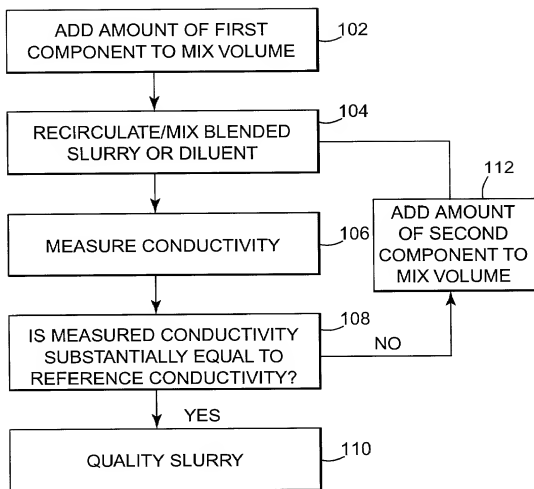 ADD AMOUNT OF FIRST
COMPONENT TO MIX VOLUME
102
104
RECIRCULATE/MIX BLENDED
SLURRY OR DILUENT
112
ADD AMOUNT
OF SECOND
COMPONENT TO
MIX VOLUME
MEASURE CONDUCTIVITY
106
108
IS MEASURED CONDUCTIVITY
SUBSTANTIALLY EQUAL TO
REFERENCE CONDUCTIVITY?
NO
YES
QUALITY SLURRY
110